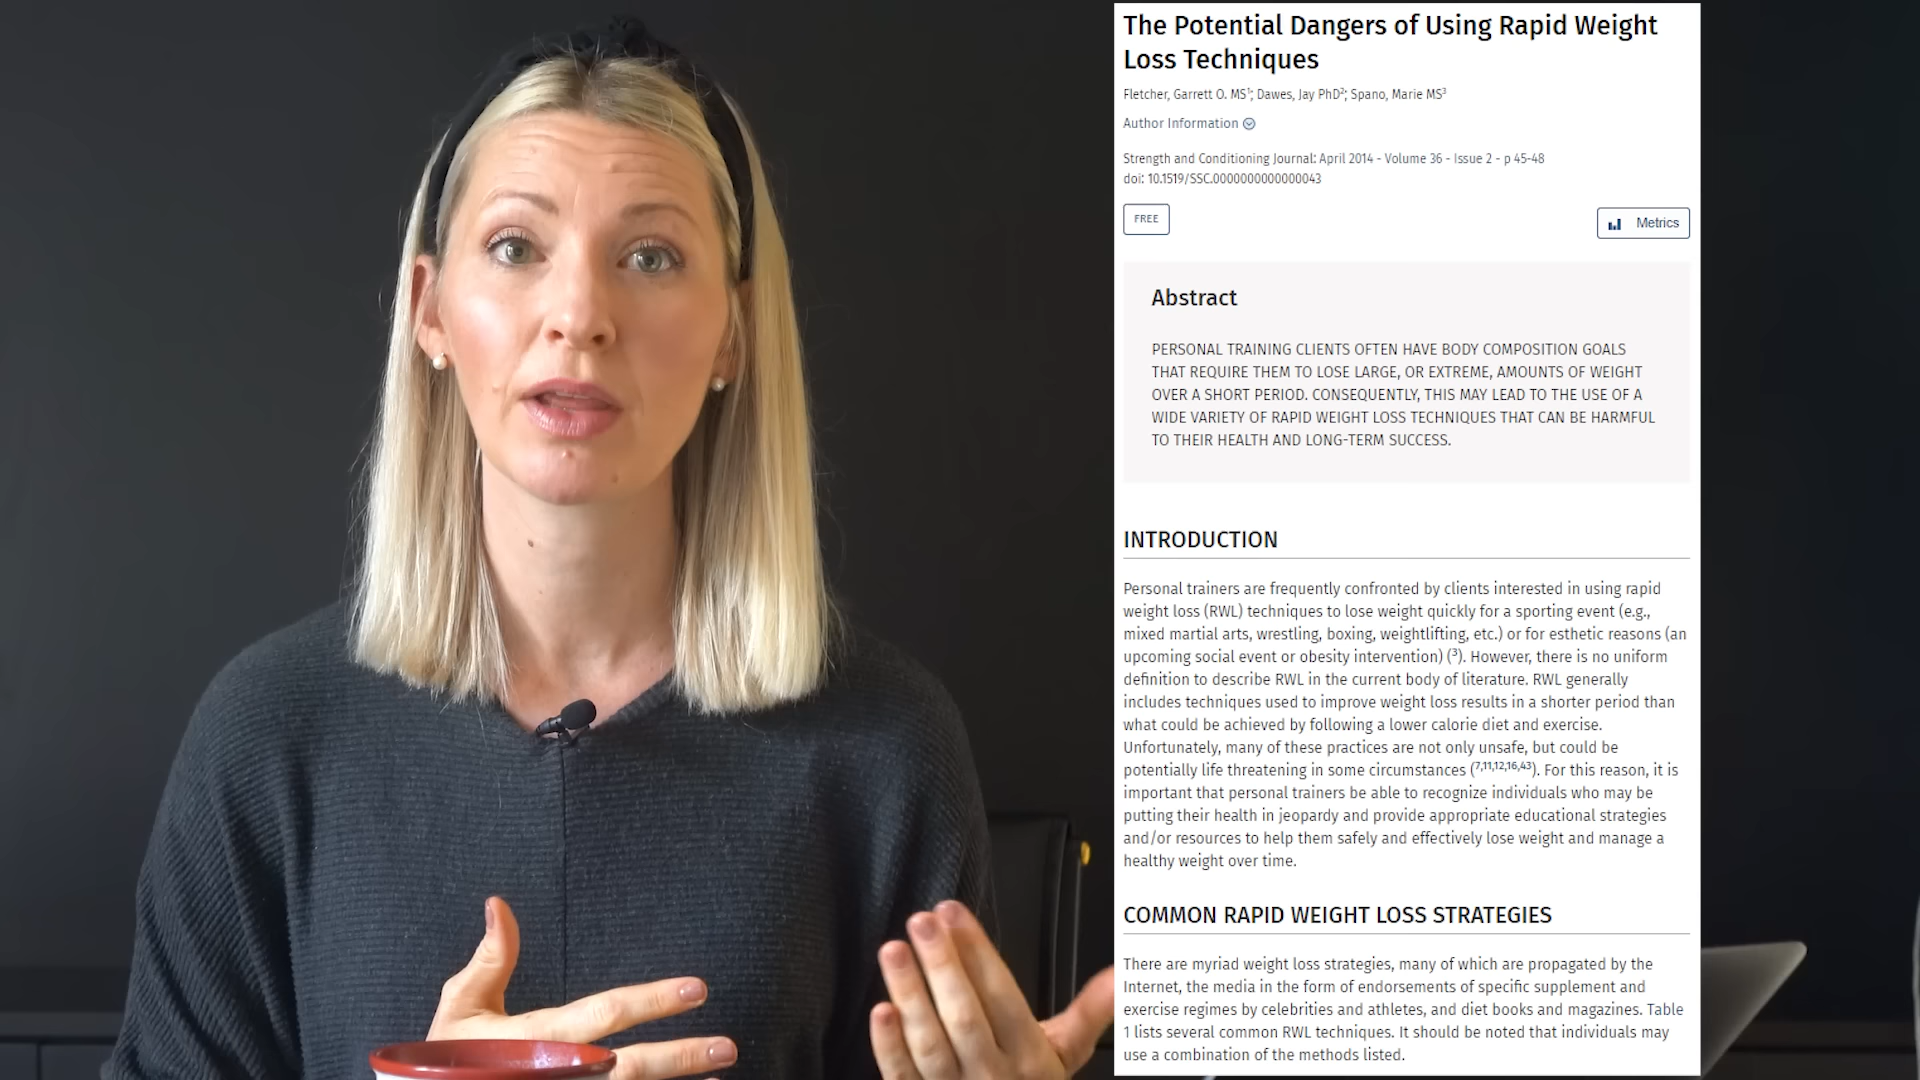 The Potential Dangers of Using Rapid Weight
Loss Techniques
Fletcher, Garrett O. MS1; Dawes, Jay PhD2; Spano, Marie MS3
Author Information
Strength and Conditioning Journal: April 2014 - Volume 36 - Issue 2 - p 45-48
doi: 10.1519/SSC.0000000000000043
FREE
Metrics
Abstract
PERSONAL TRAINING CLIENTS OFTEN HAVE BODY COMPOSITION GOALS
THAT REQUIRE THEM TO LOSE LARGE, OR EXTREME, AMOUNTS OF WEIGHT
OVER A SHORT PERIOD. CONSEQUENTLY, THIS MAY LEAD TO THE USE OF A
WIDE VARIETY OF RAPID WEIGHT LOSS TECHNIQUES THAT CAN BE HARMFUL
TO THEIR HEALTH AND LONG-TERM SUCCESS.
INTRODUCTION
Personal trainers are frequently confronted by clients interested in using rapid
weight loss (RWL) techniques to lose weight quickly for a sporting event (e.g.,
mixed martial arts, wrestling, boxing, weightlifting, etc.) or for esthetic reasons (an
upcoming social event or obesity intervention) (3). However, there is no uniform
definition to describe RWL in the current body of literature. RWL generally
includes techniques used to improve weight loss results in a shorter period than
what could be achieved by following a lower calorie diet and exercise.
Unfortunately, many of these practices are not only unsafe, but could be
potentially life threatening in some circumstances (7,11,12,16,43). For this reason, it is
important that personal trainers be able to recognize individuals who may be
putting their health in jeopardy and provide appropriate educational strategies
and/or resources to help them safely and effectively lose weight and manage a
healthy weight over time.
COMMON RAPID WEIGHT LOSS STRATEGIES
There are myriad weight loss strategies, many of which are propagated by the
Internet, the media in the form of endorsements of specific supplement and
exercise regimes by celebrities and athletes, and diet books and magazines. Table
1 lists several common RWL techniques. It should be noted that individuals may
use a combination of the methods listed.